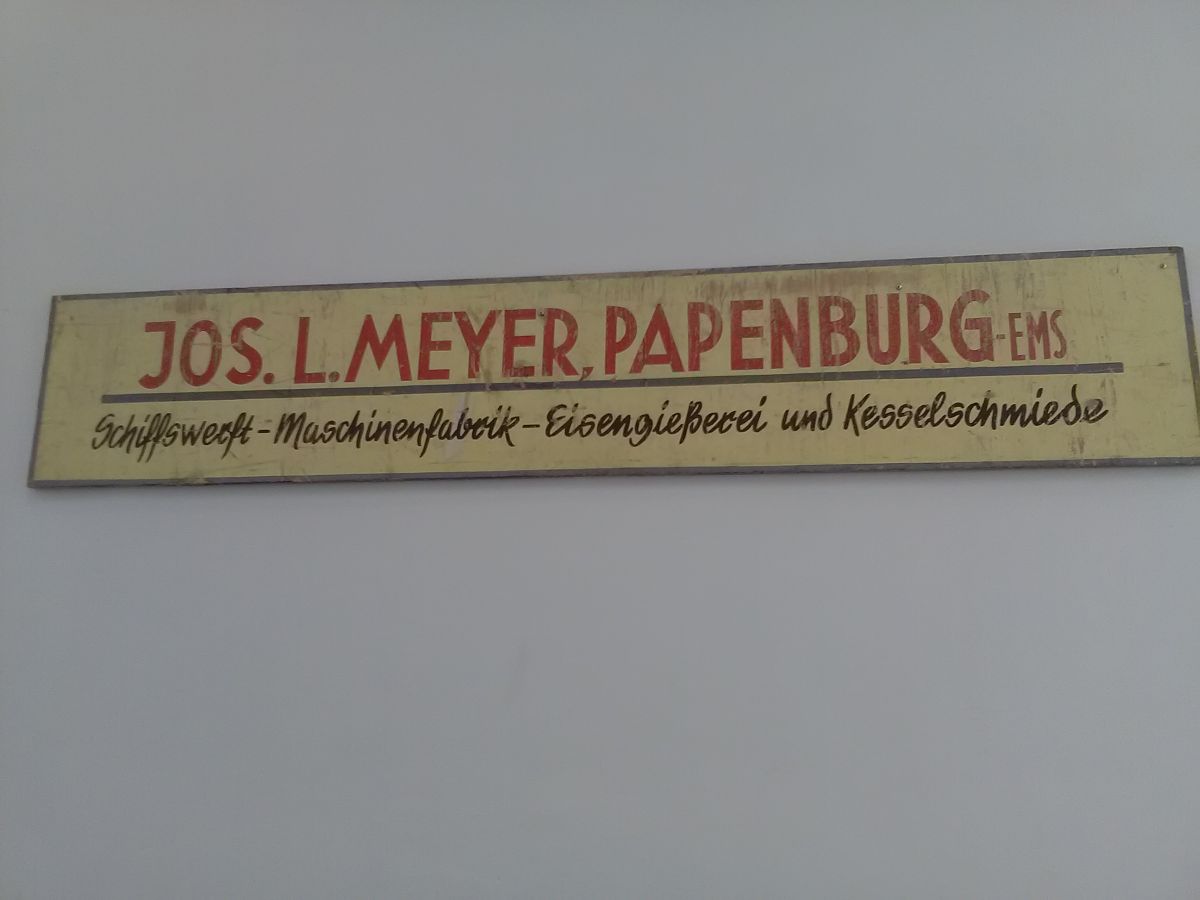 JOS. L. MEYER, PAPENBURG-EMS
Schiffswerft-Maschinenfabrik-Eisengießerei und Kesselschmiede